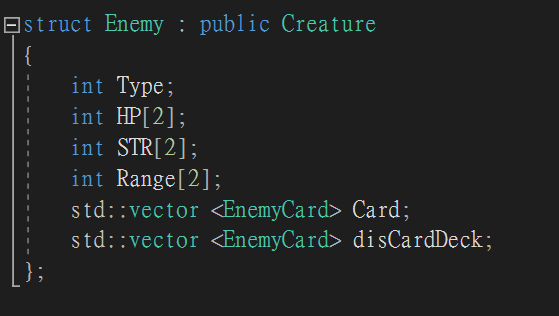 struct Enemy : public Creature
{
int Type;
int HP[2];
int STR[2];
int Range[2];
std::vector <EnemyCard> Card;
std::vector <EnemyCard> disCardDeck;
};